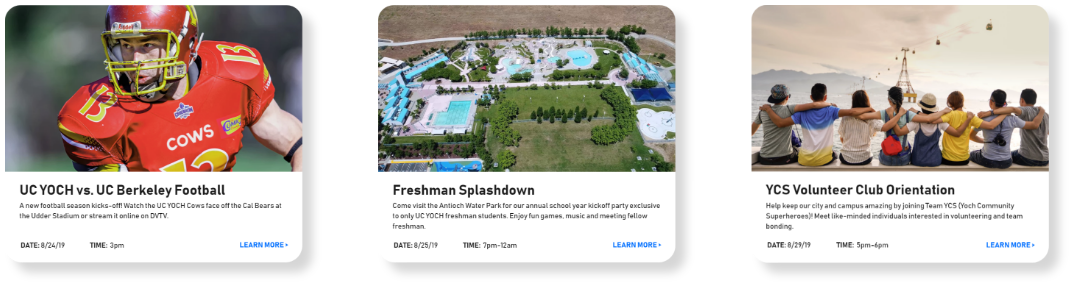 13
13
COWS
13
UC YOCH vs. UC Berkeley Football
A new football season kicks-off! Watch the UC YOCH Cows face off the Cal Bears at
the Udder Stadium or stream it online on DVTV.
DATE: 8/24/19 TIME: 3pm LEARN MORE >
Freshman Splashdown
Come visit the Antioch Water Park for our annual school year kickoff party exclusive
to only UC YOCH freshman students. Enjoy fun games, music and meeting fellow
freshman.
DATE: 8/25/19 TIME: 7pm-12am LEARN MORE >
YCS Volunteer Club Orientation
Help keep our city and campus amazing by joining Team YCS (Yoch Community
Superheroes)! Meet like-minded individuals interested in volunteering and team
bonding.
DATE: 8/29/19 TIME: 5pm-6pm LEARN MORE >